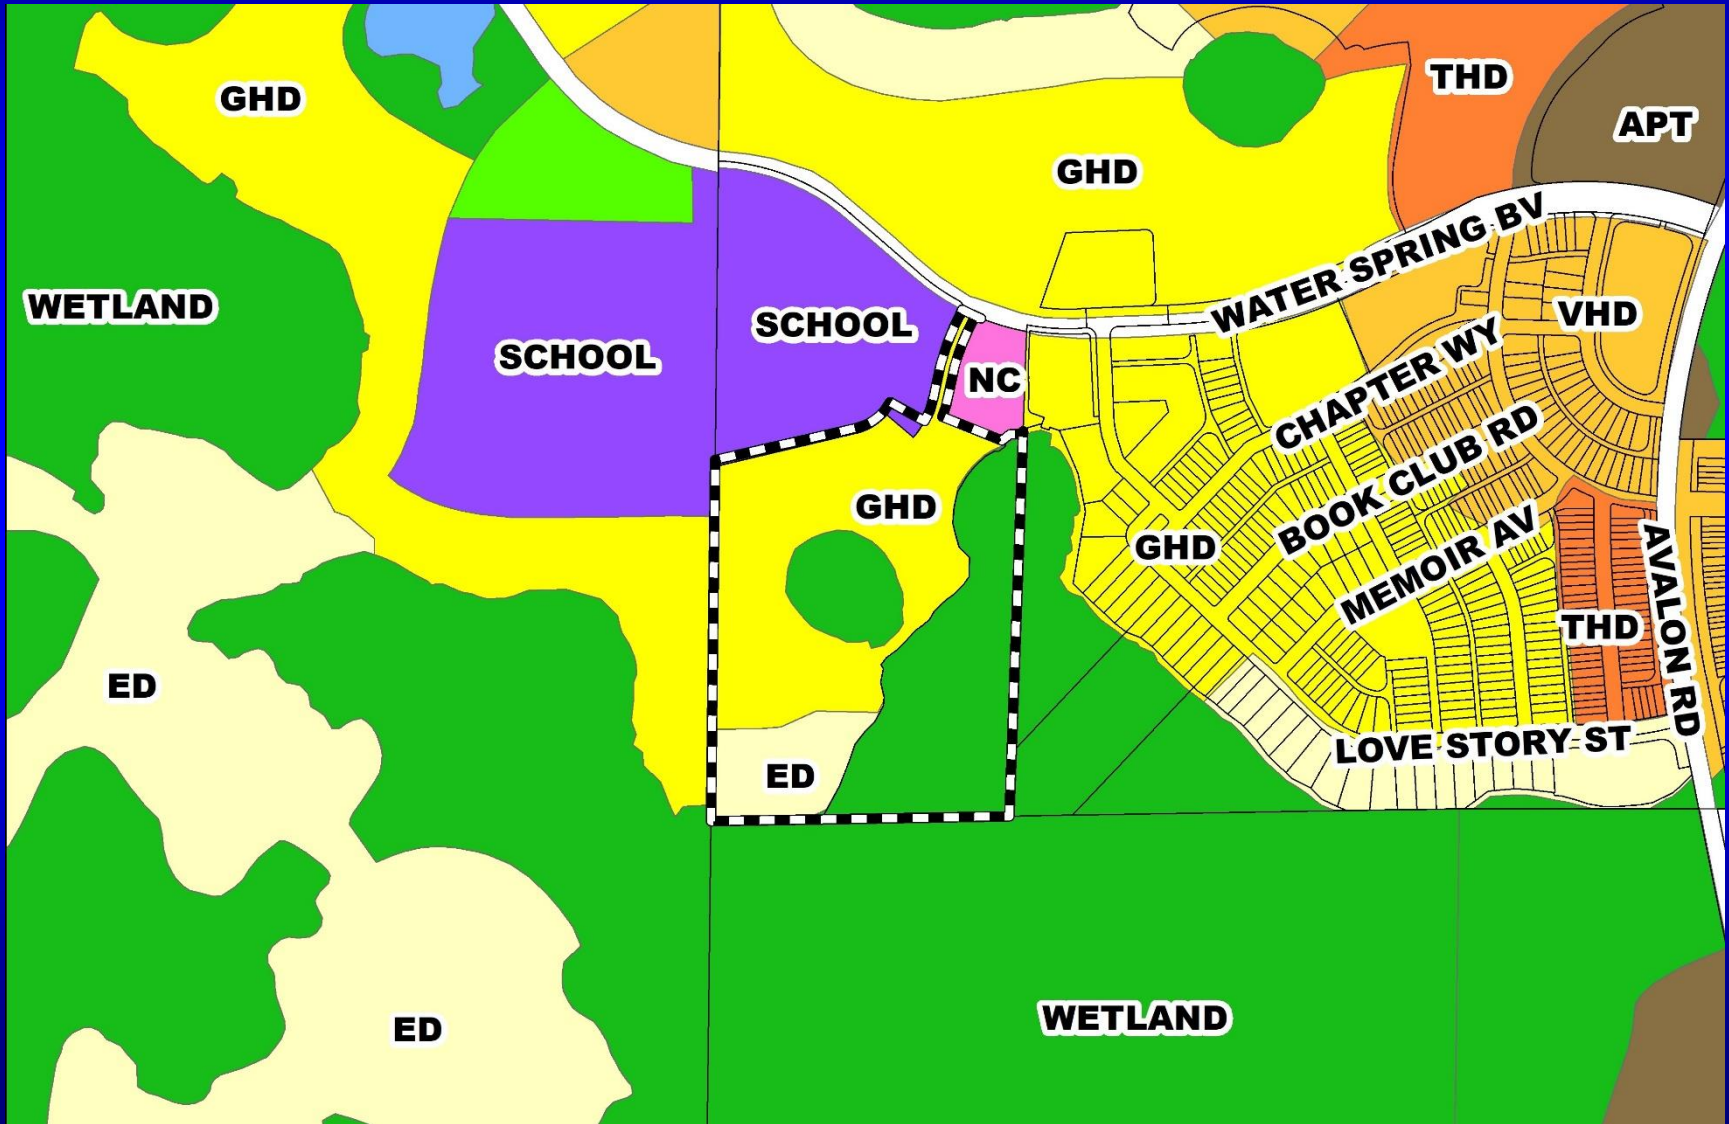 THD
GHD
APT
GHD
WATER SPRING BV
WETLAND
VHD
SCHOOL
SCHOOL
NC
CHAPTER WY
BOOK CLUB RD
GHD
GHD
MEMOIR AV
AVALON RD
THD
ED
LOVE STORY ST
ED
WETLAND
ED